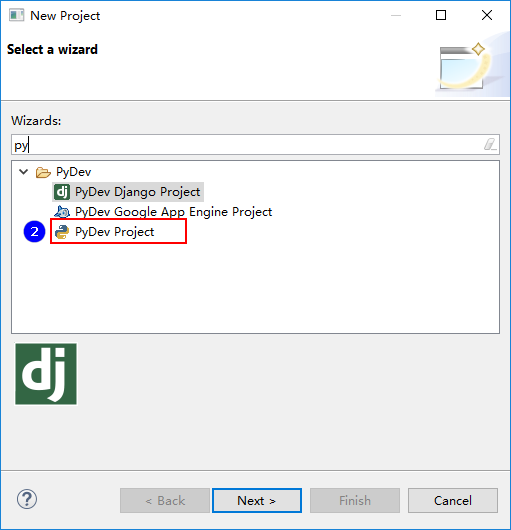 New Project
Select a wizard
Wizards:
py
PyDev
dj PyDev Django Project
PyDev Google App Engine Project
2 PyDev Project
dj
? < Back Next > Finish Cancel